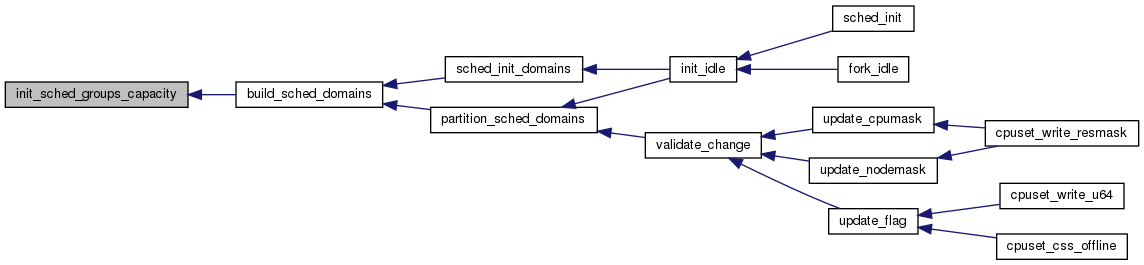 sched_init
sched_init_domains
init_idle
fork_idle
init_sched_groups_capacity
build_sched_domains
partition_sched_domains
update_cpumask
cpuset_write_resmask
validate_change
update_nodemask
cpuset_write_u64
update_flag
cpuset_css_offline